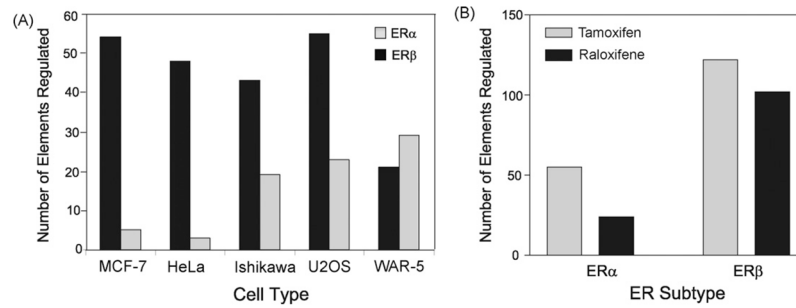 (A)
Number of Elements Regulated
60
50
40
30
20
10
0
ERα
ERβ
MCF-7 HeLa Ishikawa U2OS WAR-5
Cell Type
(B)
Number of Elements Regulated
150
100
50
0
Tamoxifen
Raloxifene
ERα ERβ
ER Subtype